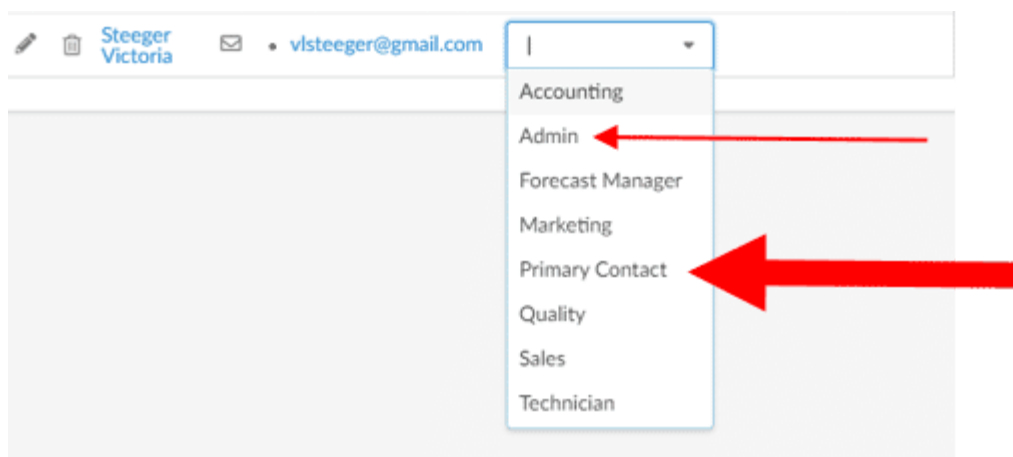 Steeger
Victoria
• vlsteeger@gmail.com
Accounting
Admin
Forecast Manager
Marketing
Primary Contact
Quality
Sales
Technician